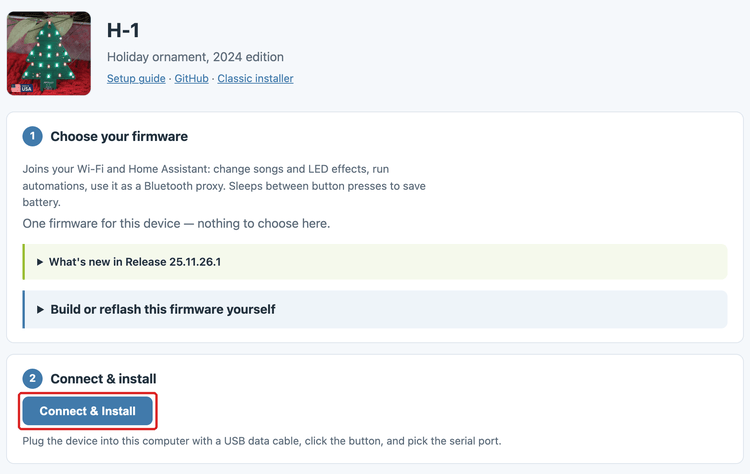 H-1
Holiday ornament, 2024 edition
Setup guide · GitHub · Classic installer
1 Choose your firmware
Joins your Wi-Fi and Home Assistant: change songs and LED effects, run
automations, use it as a Bluetooth proxy. Sleeps between button presses to save
battery.
One firmware for this device — nothing to choose here.
▶ What's new in Release 25.11.26.1
▶ Build or reflash this firmware yourself
2 Connect & install
Connect & Install
Plug the device into this computer with a USB data cable, click the button, and pick the serial port.
USA